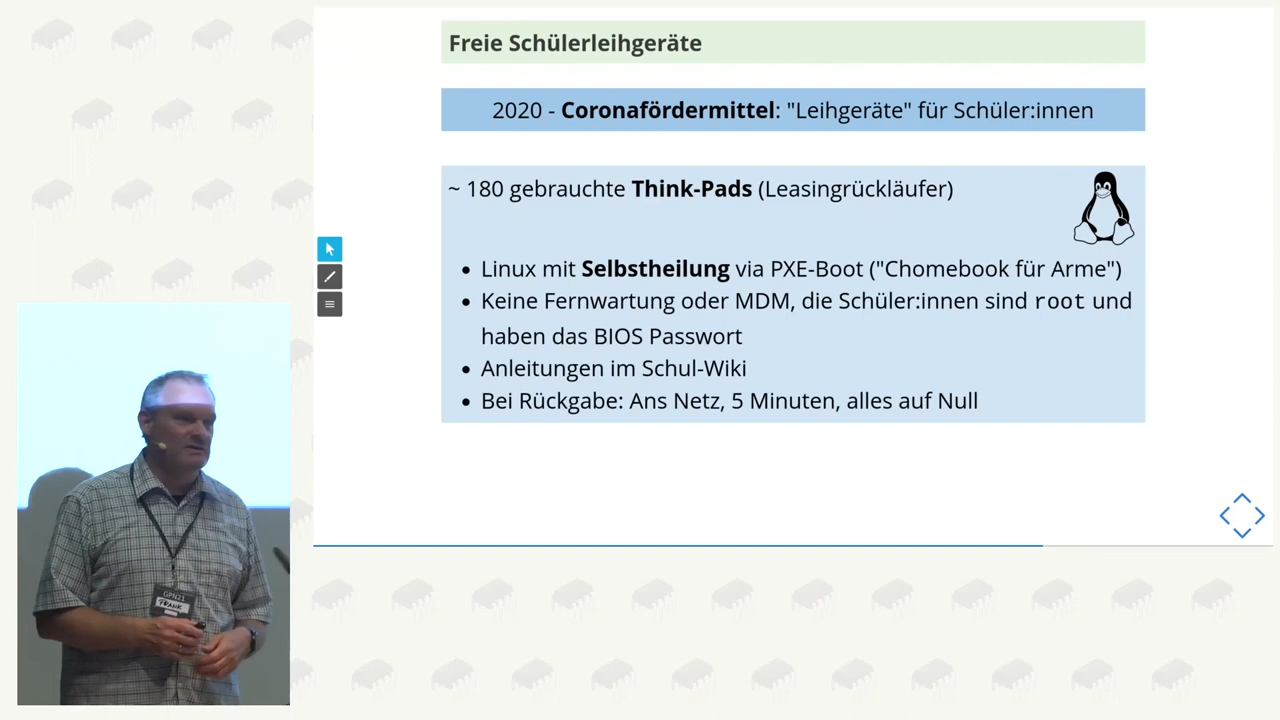 Freie Schülerleihgeräte
2020 - Coronafördermittel: "Leihgeräte" für Schüler:innen
~ 180 gebrauchte Think-Pads (Leasingrückläufer)
• Linux mit Selbstheilung via PXE-Boot ("Chomebook für Arme")
• Keine Fernwartung oder MDM, die Schüler:innen sind root und
haben das BIOS Passwort
• Anleitungen im Schul-Wiki
• Bei Rückgabe: Ans Netz, 5 Minuten, alles auf Null
GPN21
FRANK